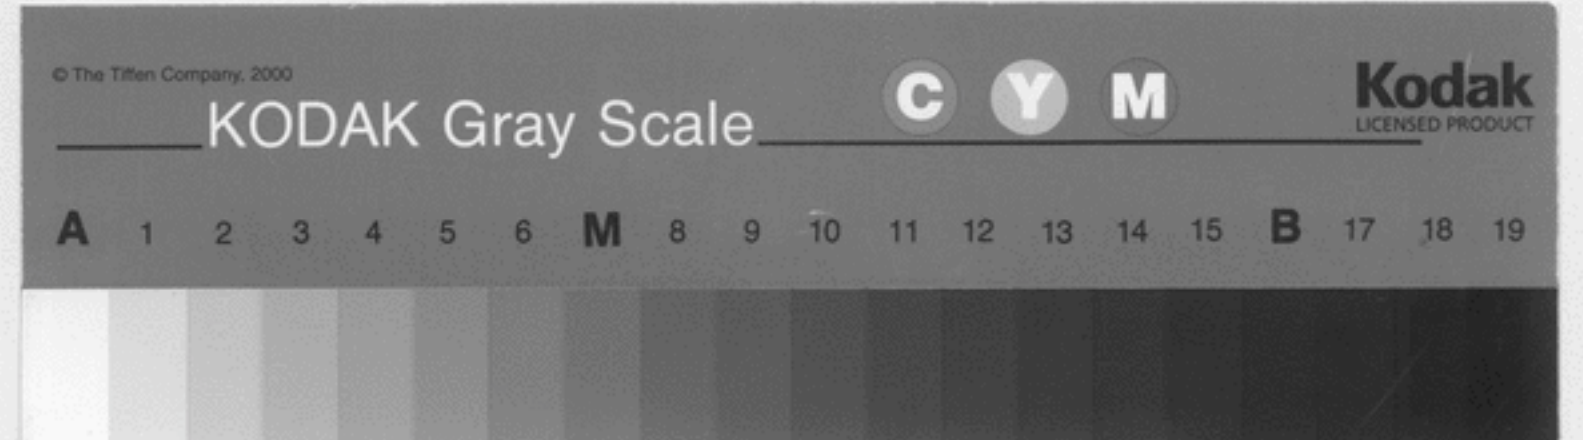 © The Tiffen Company, 2000
KODAK Gray Scale
C Y M
Kodak
LICENSED PRODUCT
A 1 2 3 4 5 6 M 8 9 10 11 12 13 14 15 B 17 18 19